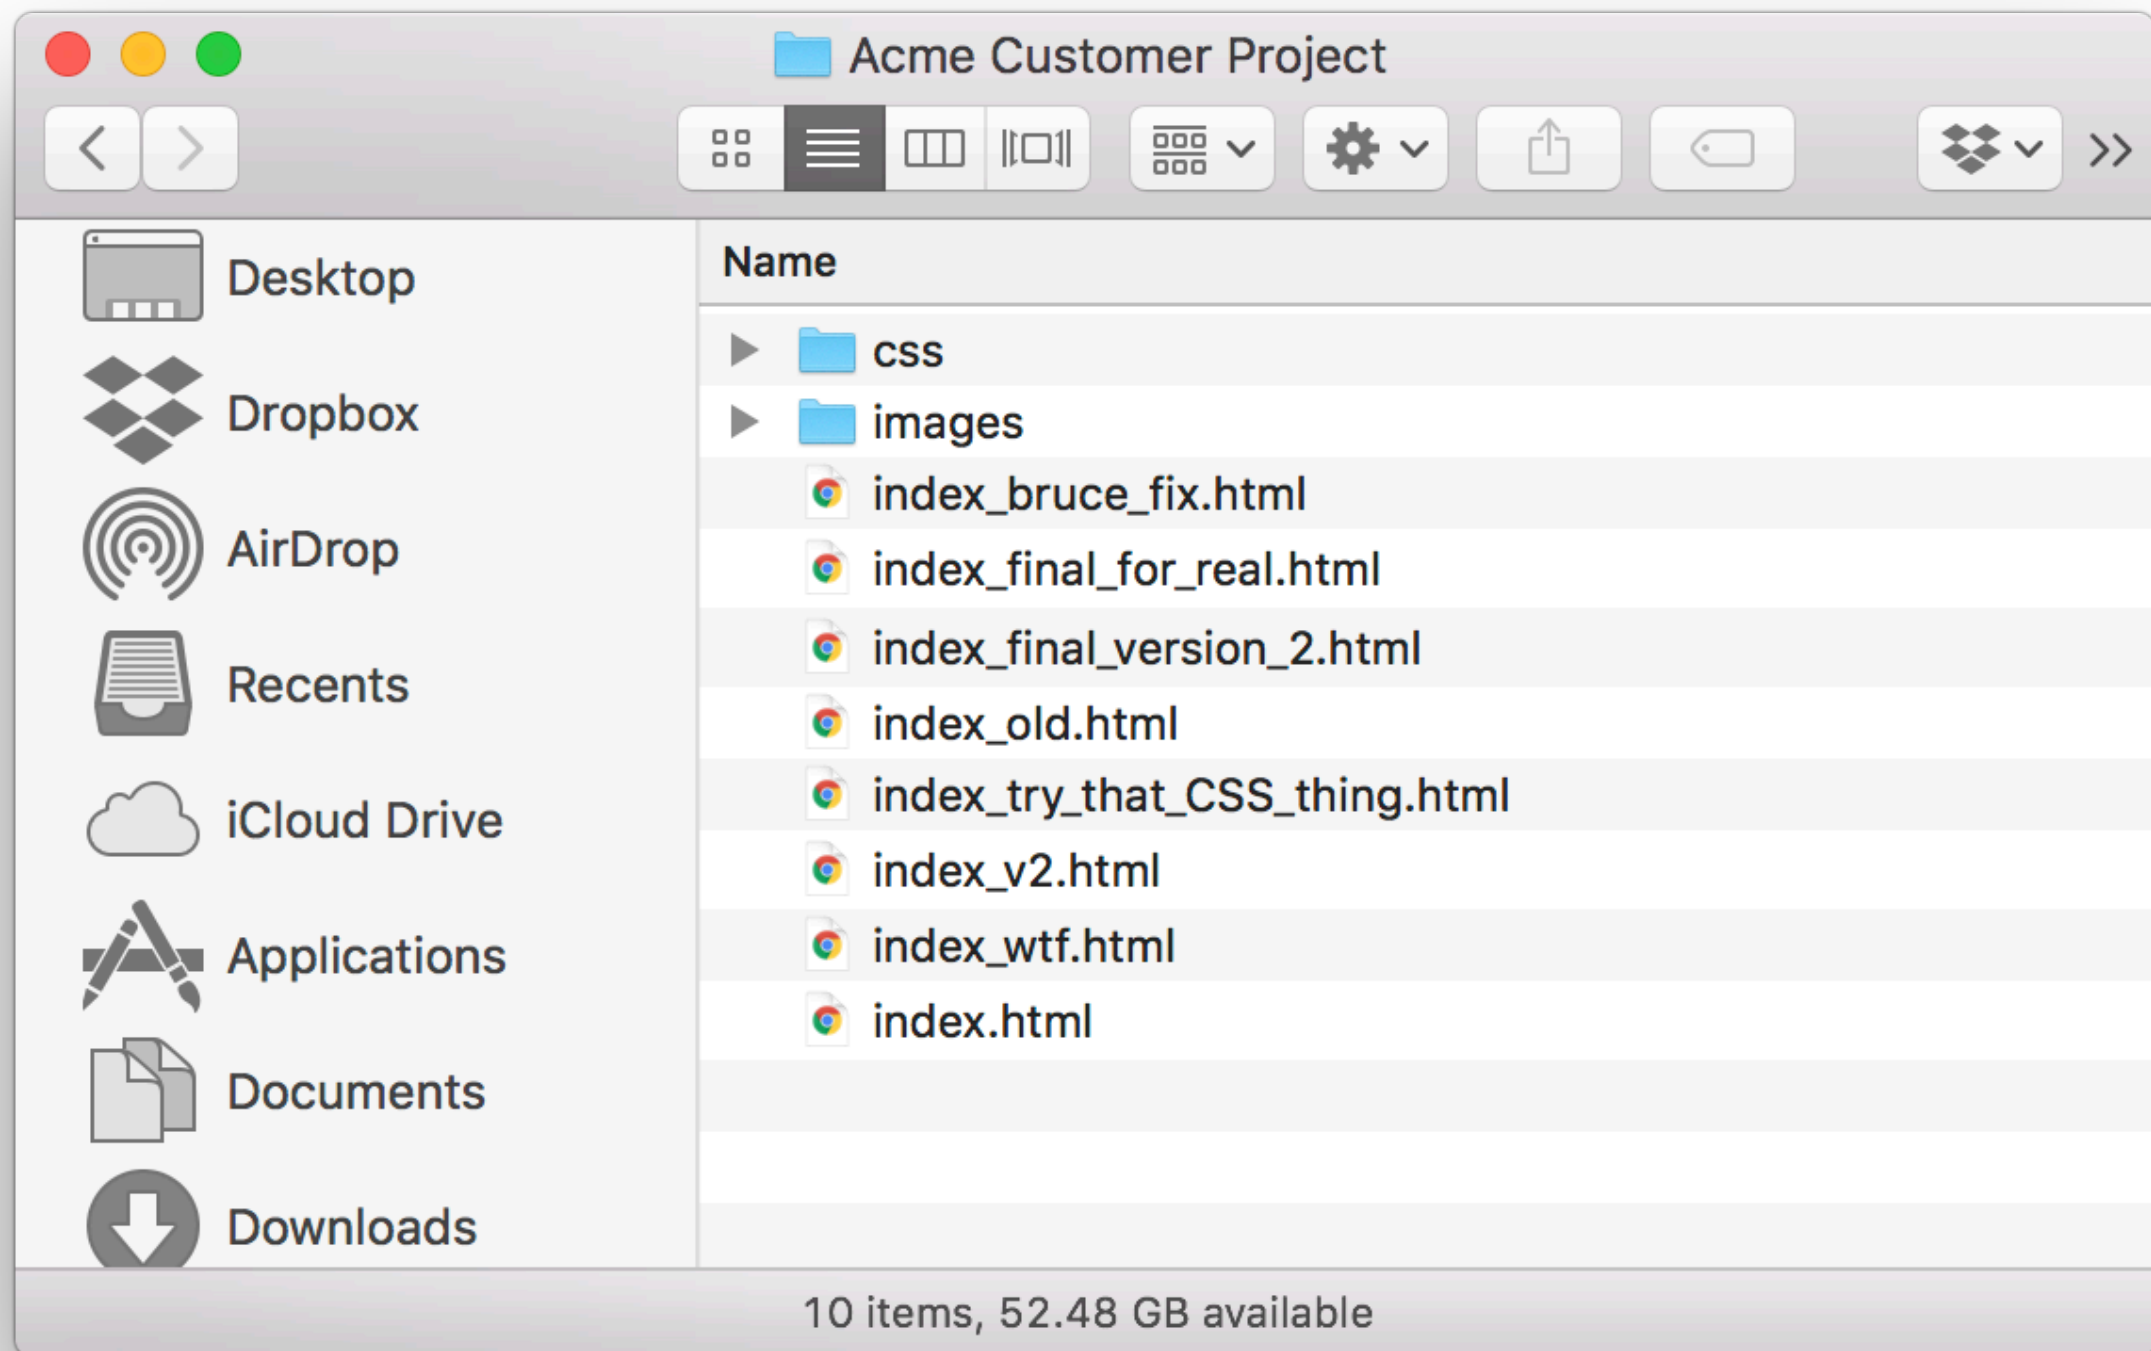 Acme Customer Project
Desktop
Dropbox
AirDrop
Recents
iCloud Drive
Applications
Documents
Downloads
Name
css
images
index_bruce_fix.html
index_final_for_real.html
index_final_version_2.html
index_old.html
index_try_that_CSS_thing.html
index_v2.html
index_wtf.html
index.html
10 items, 52.48 GB available